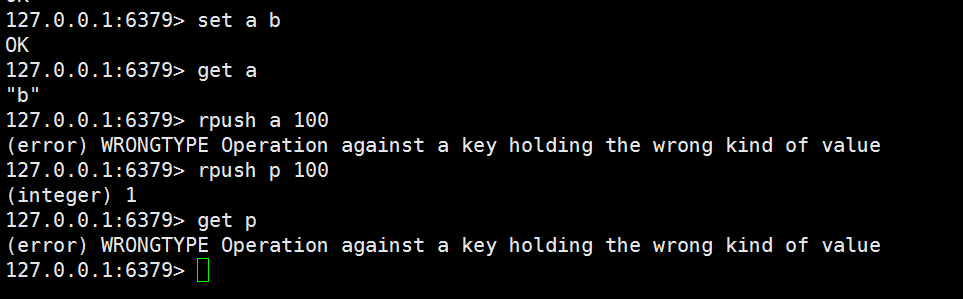 127.0.0.1:6379> set a b
OK
127.0.0.1:6379> get a
"b"
127.0.0.1:6379> rpush a 100
(error) WRONGTYPE Operation against a key holding the wrong kind of value
127.0.0.1:6379> rpush p 100
(integer) 1
127.0.0.1:6379> get p
(error) WRONGTYPE Operation against a key holding the wrong kind of value
127.0.0.1:6379>